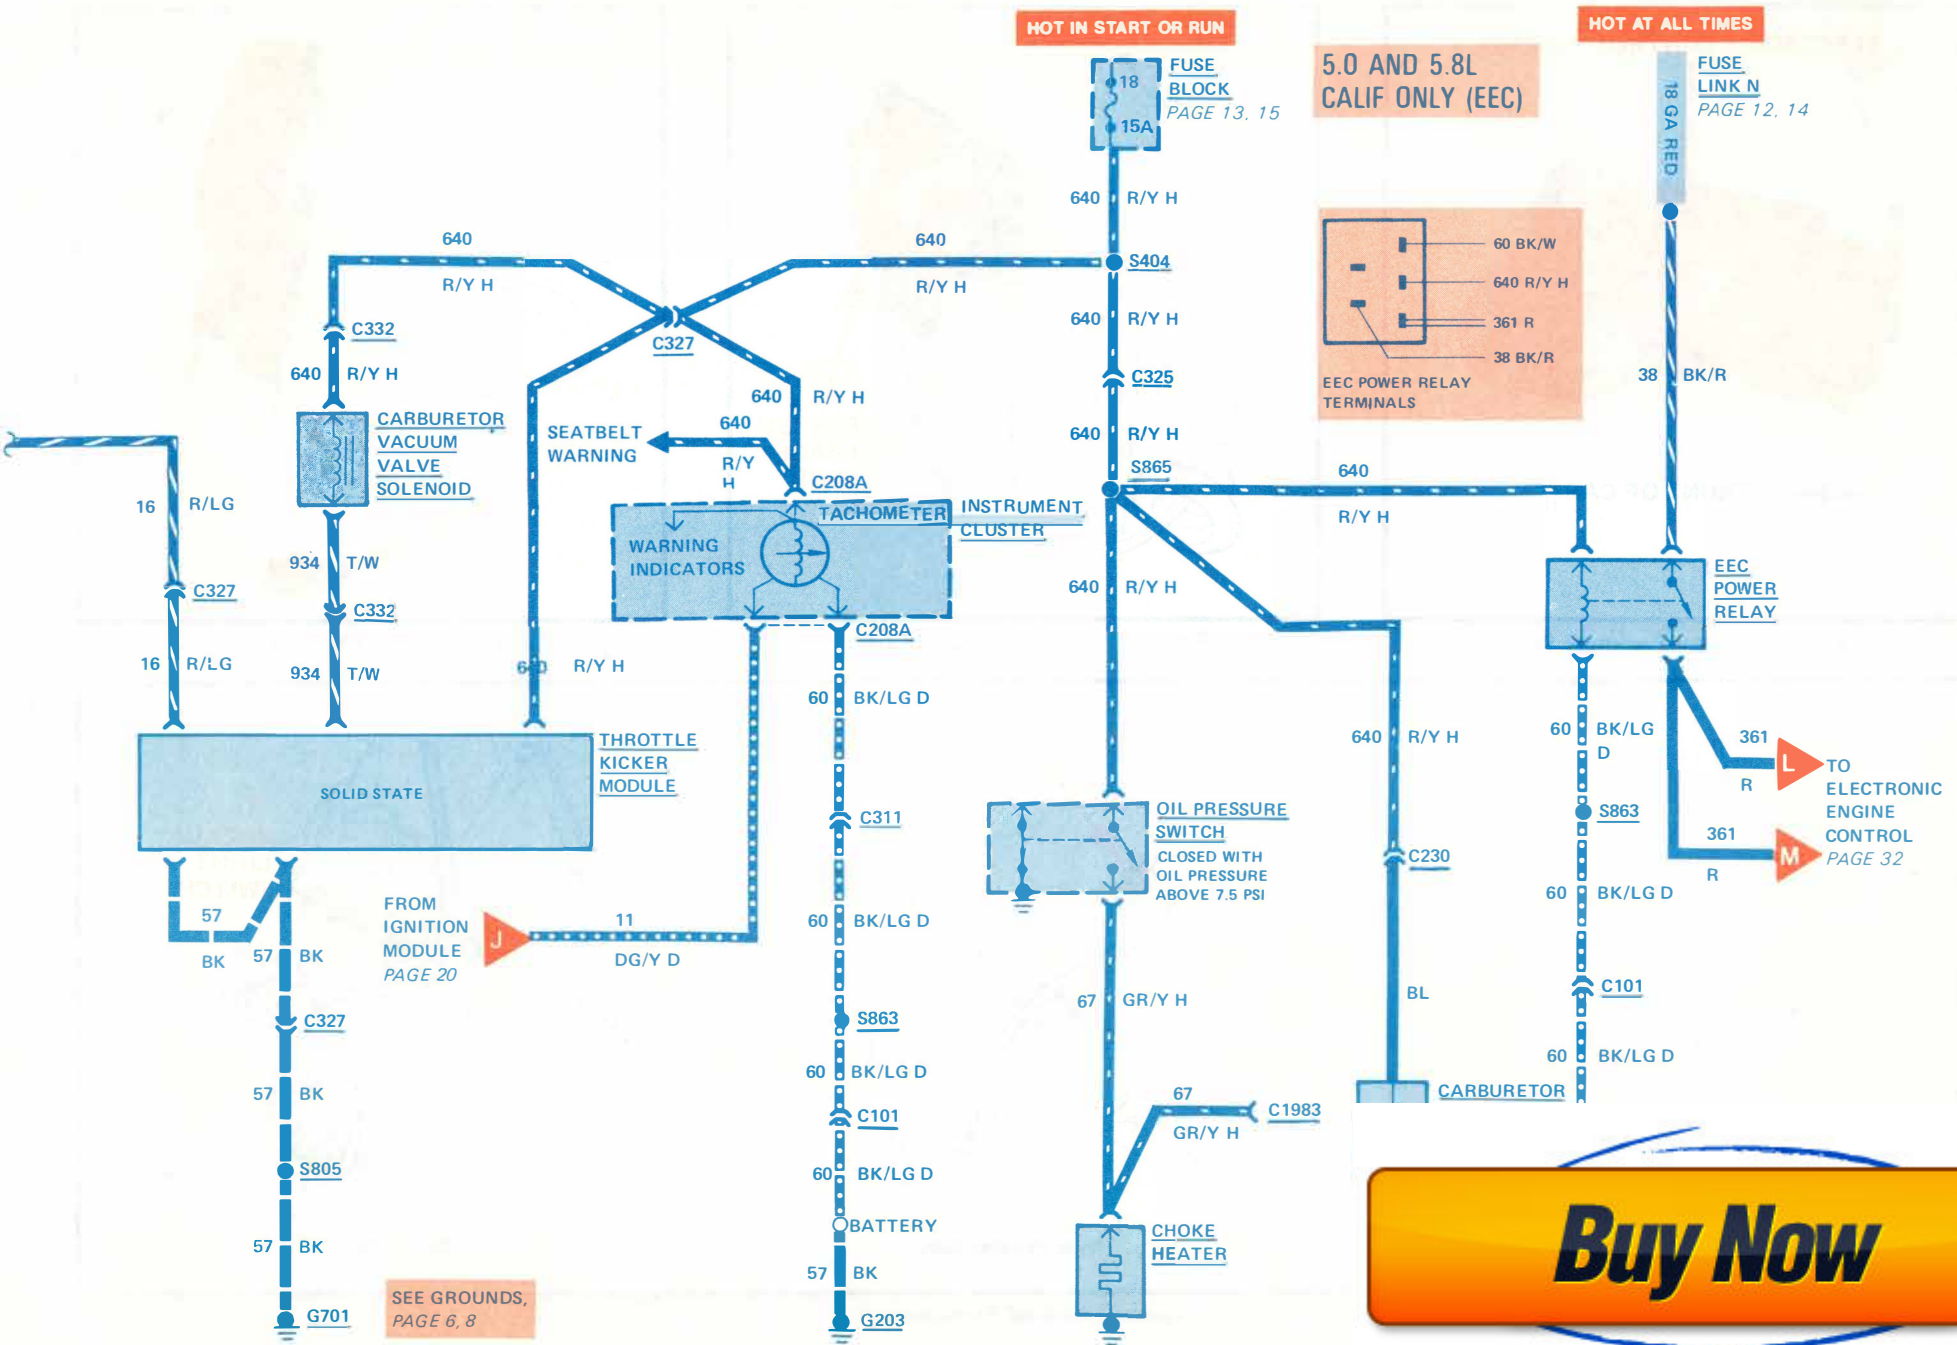 HOT IN START OR RUN
HOT AT ALL TIMES
FUSE
BLOCK
PAGE 13, 15
18
15A
5.0 AND 5.8L
CALIF ONLY (EEC)
FUSE
LINK N
PAGE 12, 14
18 GA RED
640 R/Y H
640
R/Y H
640
R/Y H
S404
640 R/Y H
C325
640 R/Y H
S865
60 BK/W
640 R/Y H
361 R
38 BK/R
EEC POWER RELAY
TERMINALS
38 BK/R
C332
640 R/Y H
C327
640 R/Y H
CARBURETOR
VACUUM
VALVE
SOLENOID
SEATBELT
WARNING
640
R/Y
H
C208A
TACHOMETER
INSTRUMENT
CLUSTER
WARNING
INDICATORS
C208A
640
R/Y H
16 R/LG
934 T/W
C327
C332
16 R/LG
934 T/W
640 R/Y H
60 BK/LG D
640 R/Y H
EEC
POWER
RELAY
THROTTLE
KICKER
MODULE
SOLID STATE
640 R/Y H
60 BK/LG
D
361
R
L
TO
ELECTRONIC
ENGINE
CONTROL
PAGE 32
361
R
M
S863
C311
OIL PRESSURE
SWITCH
CLOSED WITH
OIL PRESSURE
ABOVE 7.5 PSI
C230
60 BK/LG D
57
BK
57 BK
FROM
IGNITION
MODULE
PAGE 20
J
11
DG/Y D
60 BK/LG D
67 GR/Y H
BL
C101
C327
S863
60 BK/LG D
60 BK/LG D
57 BK
C101
67
GR/Y H
C1983
CARBURETOR
S805
60 BK/LG D
BATTERY
57 BK
57 BK
CHOKE
HEATER
SEE GROUNDS,
PAGE 6, 8
G701
G203
Buy Now